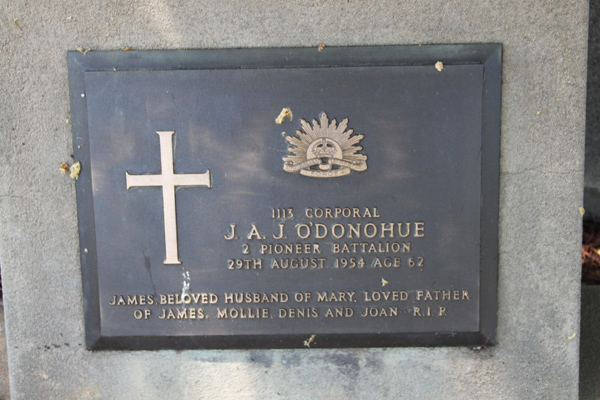 1113 CORPORAL
J. A. J. O'DONOHUE
2 PIONEER BATTALION
29TH AUGUST 1954 AGE 62
JAMES, BELOVED HUSBAND OF MARY, LOVED FATHER
OF JAMES, MOLLIE, DENIS AND JOAN R.I.P.